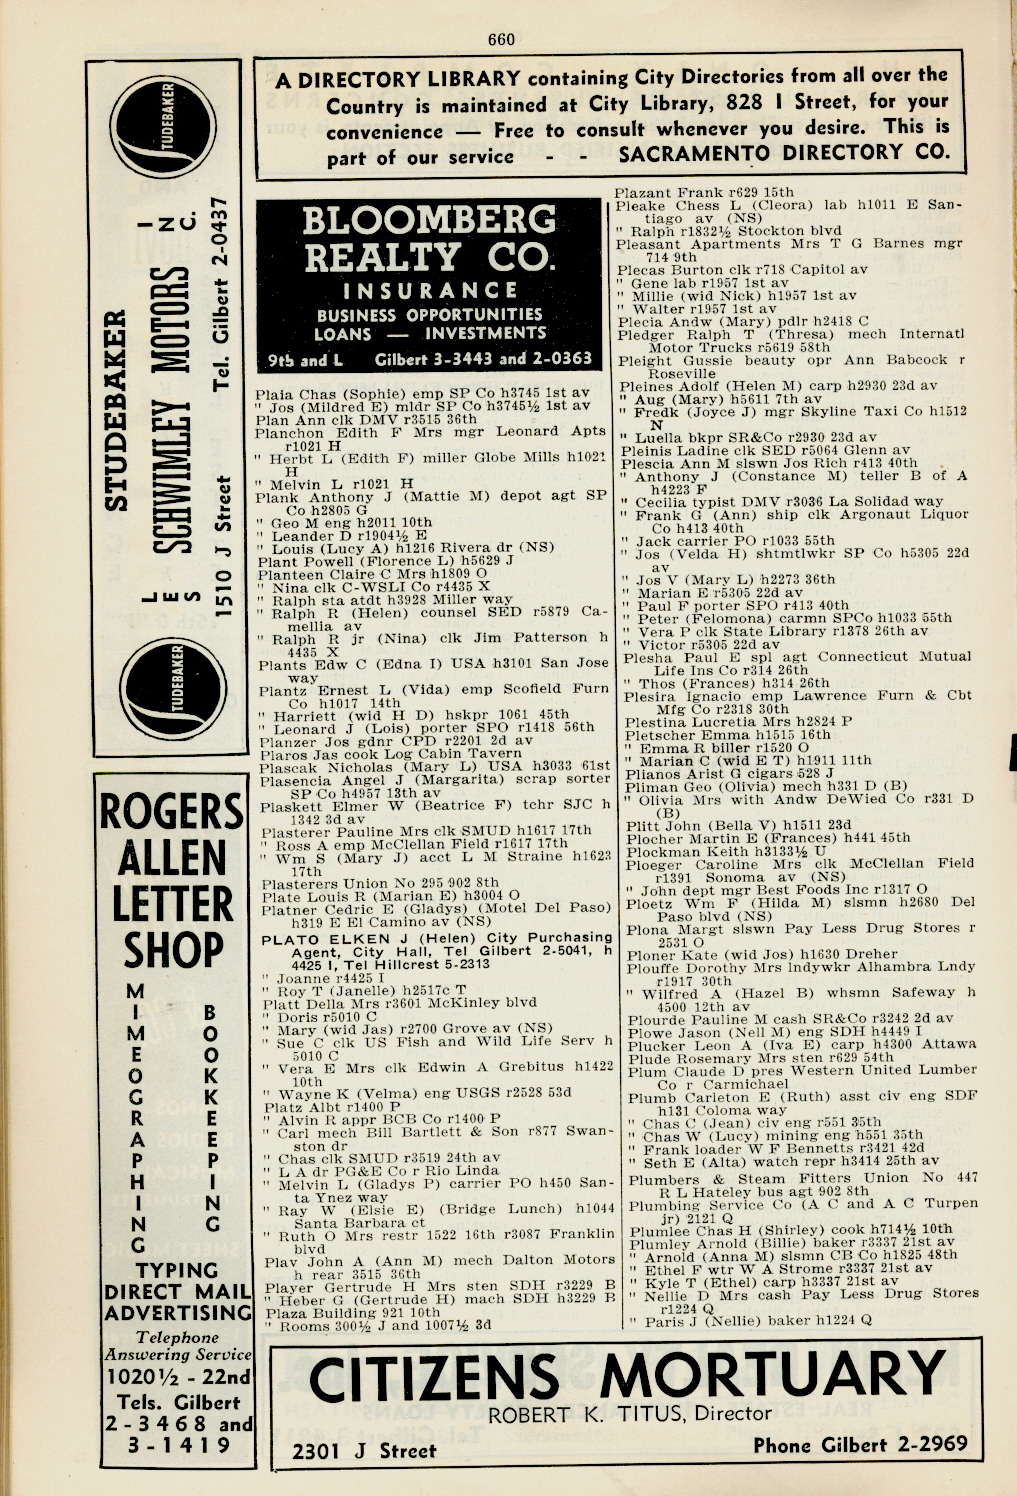 660
A DIRECTORY LIBRARY containing City Directories from all over the
Country is maintained at City Library, 828 I Street, for your
convenience — Free to consult whenever you desire. This is
part of our service - - SACRAMENTO DIRECTORY CO.
STUDEBAKER
STUDEBAKER
LES SCHWIMLEY MOTORS INC.
1510 J Street Tel. Gilbert 2-0437
STUDEBAKER
ROGERS
ALLEN
LETTER
SHOP
MIMEOGRAPHING
BOOKKEEPING
TYPING
DIRECT MAIL
ADVERTISING
Telephone
Answering Service
1020½ - 22nd
Tels. Gilbert
2-3468 and
3-1419
BLOOMBERG
REALTY CO.
INSURANCE
BUSINESS OPPORTUNITIES
LOANS — INVESTMENTS
9th and L Gilbert 3-3443 and 2-0363
Plaia Chas (Sophie) emp SP Co h3745 1st av
" Jos (Mildred E) mldr SP Co h3745½ 1st av
Plan Ann clk DMV r3515 36th
Planchon Edith F Mrs mgr Leonard Apts
r1021 H
" Herbt L (Edith F) miller Globe Mills h1021
H
" Melvin L r1021 H
Plank Anthony J (Mattie M) depot agt SP
Co h2805 G
" Geo M eng h2011 10th
" Leander D r1904½ E
" Louis (Lucy A) h1216 Rivera dr (NS)
Plant Powell (Florence L) h5629 J
Planteen Claire C Mrs h1809 O
" Nina clk C-WSLI Co r4435 X
" Ralph sta atdt h3928 Miller way
" Ralph R (Helen) counsel SED r5879 Ca-
mellia av
" Ralph R jr (Nina) clk Jim Patterson h
4435 X
Plants Edw C (Edna I) USA h3101 San Jose
way
Plantz Ernest L (Vida) emp Scofield Furn
Co h1017 14th
" Harriett (wid H D) hskpr 1061 45th
" Leonard J (Lois) porter SPO r1418 56th
Planzer Jos gdnr CPD r2201 2d av
Plaros Jas cook Log Cabin Tavern
Plascak Nicholas (Mary L) USA h3033 61st
Plasencia Angel J (Margarita) scrap sorter
SP Co h4957 13th av
Plaskett Elmer W (Beatrice F) tchr SJC h
1342 3d av
Plasterer Pauline Mrs clk SMUD h1617 17th
" Ross A emp McClellan Field r1617 17th
" Wm S (Mary J) acct L M Straine h1623
17th
Plasterers Union No 295 902 8th
Plate Louis R (Marian E) h3004 O
Platner Cedric E (Gladys) (Motel Del Paso)
h319 E El Camino av (NS)
PLATO ELKEN J (Helen) City Purchasing
Agent, City Hall, Tel Gilbert 2-5041, h
4425 I, Tel Hillcrest 5-2313
" Joanne r4425 I
" Roy T (Janelle) h2517c T
Platt Della Mrs r3601 McKinley blvd
" Doris r5010 C
" Mary (wid Jas) r2700 Grove av (NS)
" Sue C clk US Fish and Wild Life Serv h
5010 C
" Vera E Mrs clk Edwin A Grebitus h1422
10th
" Wayne K (Velma) eng USGS r2528 53d
Platz Albt r1400 P
" Alvin R appr BCB Co r1400 P
" Carl mech Bill Bartlett & Son r877 Swan-
ston dr
" Chas clk SMUD r3519 24th av
" L A dr PG&E Co r Rio Linda
" Melvin L (Gladys P) carrier PO h450 San-
ta Ynez way
" Ray W (Elsie E) (Bridge Lunch) h1044
Santa Barbara ct
" Ruth O Mrs restr 1522 16th r3087 Franklin
blvd
Plav John A (Ann M) mech Dalton Motors
h rear 3515 36th
Player Gertrude H Mrs sten SDH r3229 B
" Heber G (Gertrude H) mach SDH h3229 B
Plaza Building 921 10th
" Rooms 300½ J and 1007½ 3d
Plazant Frank r629 15th
Pleake Chess L (Cleora) lab h1011 E San-
tiago av (NS)
" Ralph r1832½ Stockton blvd
Pleasant Apartments Mrs T G Barnes mgr
714 9th
Plecas Burton clk r718 Capitol av
" Gene lab r1957 1st av
" Millie (wid Nick) h1957 1st av
" Walter r1957 1st av
Plecia Andw (Mary) pdlr h2418 C
Pledger Ralph T (Thresa) mech Internatl
Motor Trucks r5619 58th
Pleight Gussie beauty opr Ann Babcock r
Roseville
Pleines Adolf (Helen M) carp h2930 23d av
" Aug (Mary) h5611 7th av
" Fredk (Joyce J) mgr Skyline Taxi Co h1512
N
" Luella bkpr SR&Co r2930 23d av
Pleinis Ladine clk SED r5064 Glenn av
Plescia Ann M slswn Jos Rich r413 40th
" Anthony J (Constance M) teller B of A
h4223 F
" Cecilia typist DMV r3036 La Solidad way
" Frank G (Ann) ship clk Argonaut Liquor
Co h413 40th
" Jack carrier PO r1033 55th
" Jos (Velda H) shtmtlwkr SP Co h5305 22d
av
" Jos V (Mary L) h2273 36th
" Marian E r5305 22d av
" Paul F porter SPO r413 40th
" Peter (Felomona) carmn SPCo h1033 55th
" Vera P clk State Library r1378 26th av
" Victor r5305 22d av
Plesha Paul E spl agt Connecticut Mutual
Life Ins Co r314 26th
" Thos (Frances) h314 26th
Plesira Ignacio emp Lawrence Furn & Cbt
Mfg Co r2318 30th
Plestina Lucretia Mrs h2824 P
Pletscher Emma h1515 16th
" Emma R biller r1520 O
" Marian C (wid E T) h1911 11th
Plianos Arist G cigars 528 J
Pliman Geo (Olivia) mech h331 D (B)
" Olivia Mrs with Andw DeWied Co r331 D
(B)
Plitt John (Bella V) h1511 23d
Plocher Martin E (Frances) h441 45th
Plockman Keith h3133½ U
Ploeger Caroline Mrs clk McClellan Field
r1391 Sonoma av (NS)
" John dept mgr Best Foods Inc r1317 O
Ploetz Wm F (Hilda M) slsmn h2680 Del
Paso blvd (NS)
Plona Margt slswn Pay Less Drug Stores r
2531 O
Ploner Kate (wid Jos) h1630 Dreher
Plouffe Dorothy Mrs lndywkr Alhambra Lndy
r1917 30th
" Wilfred A (Hazel B) whsmn Safeway h
4500 12th av
Plourde Pauline M cash SR&Co r3242 2d av
Plowe Jason (Nell M) eng SDH h4449 I
Plucker Leon A (Iva E) carp h4300 Attawa
Plude Rosemary Mrs sten r629 54th
Plum Claude D pres Western United Lumber
Co r Carmichael
Plumb Carleton E (Ruth) asst civ eng SDF
h131 Coloma way
" Chas C (Jean) civ eng r551 35th
" Chas W (Lucy) mining eng h551 35th
" Frank loader W F Bennetts r3421 42d
" Seth E (Alta) watch repr h3414 25th av
Plumbers & Steam Fitters Union No 447
R L Hateley bus agt 902 8th
Plumbing Service Co (A C and A C Turpen
jr) 2121 Q
Plumlee Chas H (Shirley) cook h714½ 10th
Plumley Arnold (Billie) baker r3337 21st av
" Arnold (Anna M) slsmn CB Co h1825 48th
" Ethel F wtr W A Strome r3337 21st av
" Kyle T (Ethel) carp h3337 21st av
" Nellie D Mrs cash Pay Less Drug Stores
r1224 Q
" Paris J (Nellie) baker h1224 Q
CITIZENS MORTUARY
ROBERT K. TITUS, Director
2301 J Street Phone Gilbert 2-2969